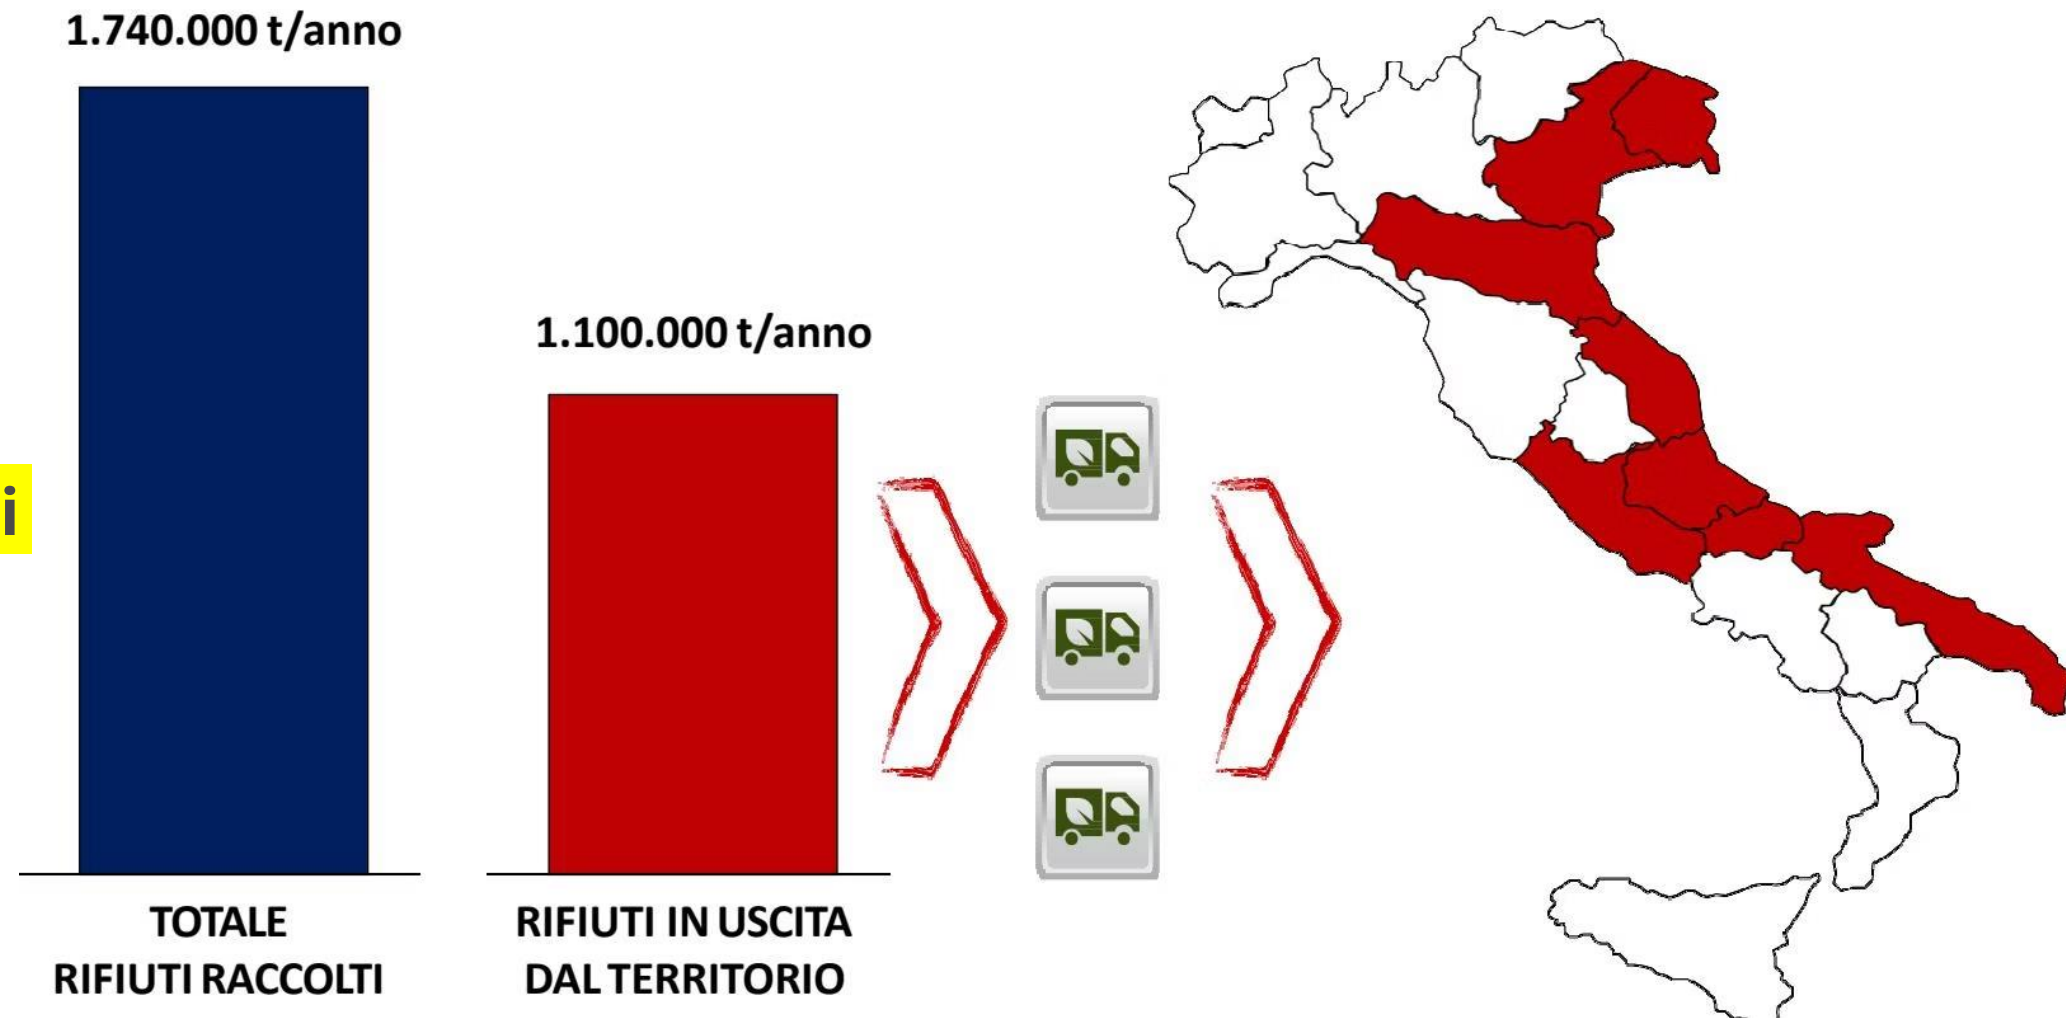 1.740.000 t/anno
1.100.000 t/anno
i
TOTALE
RIFIUTI RACCOLTI
RIFIUTI IN USCITA
DAL TERRITORIO